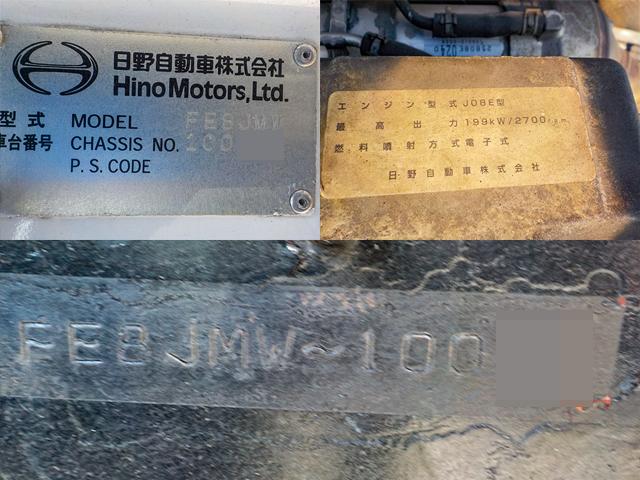 日野自動車株式会社
Hino Motors, Ltd.
型式 MODEL FE8JMW
車台番号 CHASSIS NO. 100
P. S. CODE
エンジン型式 J08E型
最高出力 199kW/2700r.p.m.
燃料噴射方式 電子式
日野自動車株式会社
FE8JMW~100